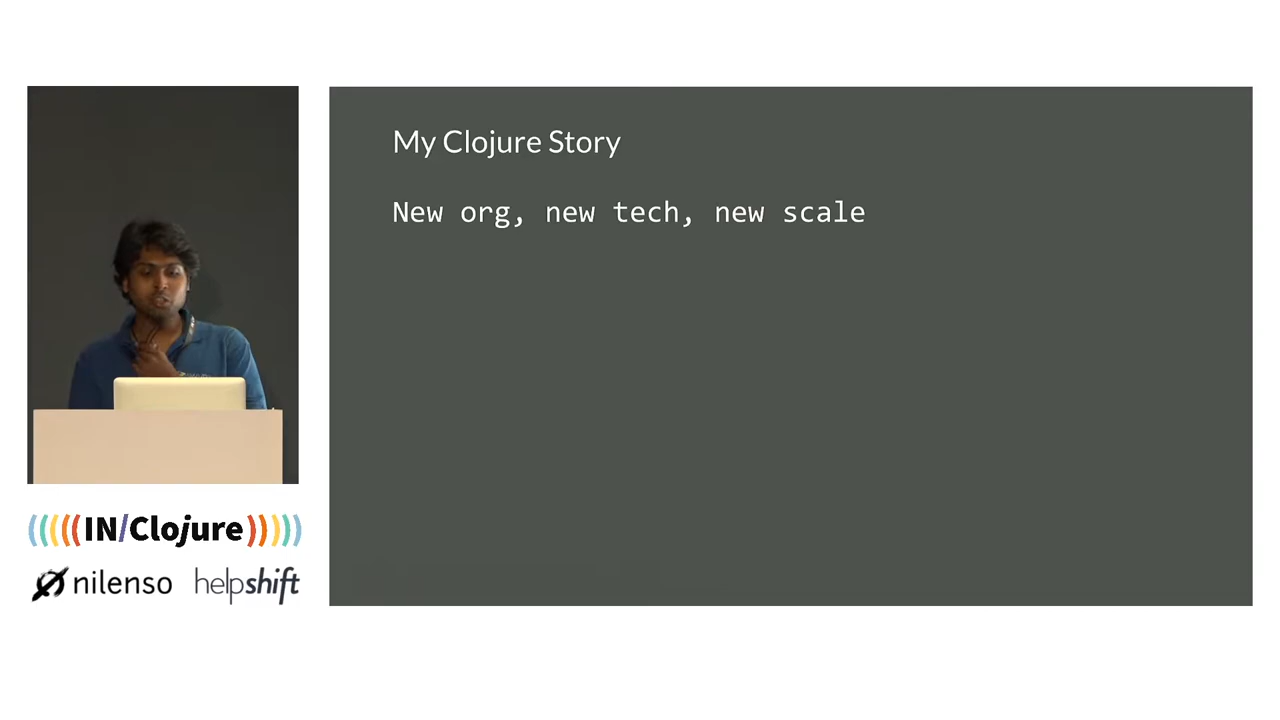 My Clojure Story
New org, new tech, new scale
(((((IN/Clojure)))))
nilenso
helpshift